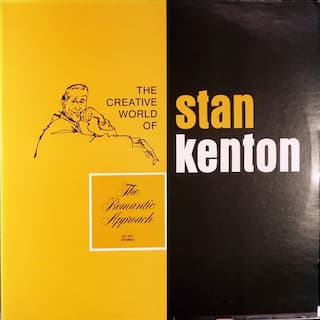 THE
CREATIVE
WORLD
OF
stan
kenton
The
Romantic
Approach
STEREO